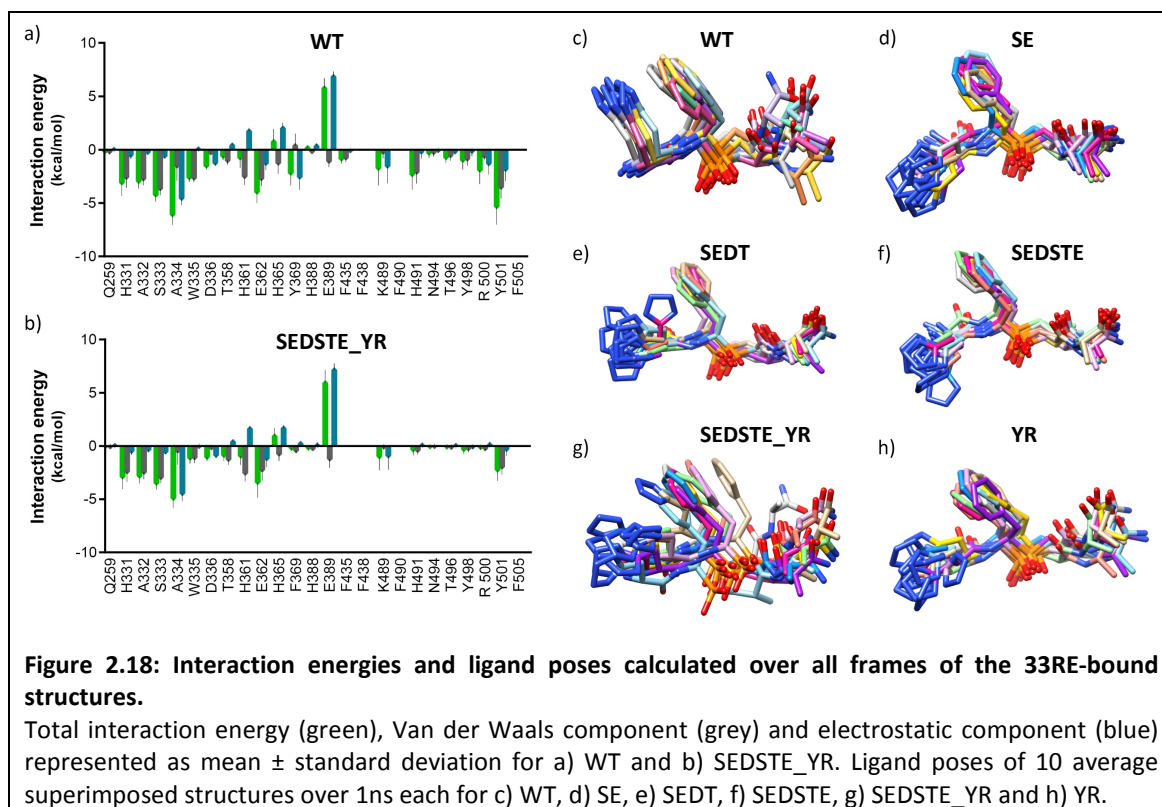 a)
WT
Interaction energy
(kcal/mol)
10
5
0
-5
-10
Q259
H331
A332
S333
A334
W335
D336
T358
H361
E362
H365
Y369
H388
E389
F435
F438
K489
F490
H491
N494
T496
Y498
R 500
Y501
F505
b)
SEDSTE_YR
Interaction energy
(kcal/mol)
10
5
0
-5
-10
Q259
H331
A332
S333
A334
W335
D336
T358
H361
E362
H365
F369
H388
E389
F435
F438
K489
F490
H491
N494
T496
Y498
R 500
Y501
F505
c)
WT
d)
SE
e)
SEDT
f)
SEDSTE
g)
SEDSTE_YR
h)
YR
Figure 2.18: Interaction energies and ligand poses calculated over all frames of the 33RE-bound
structures.
Total interaction energy (green), Van der Waals component (grey) and electrostatic component (blue)
represented as mean ± standard deviation for a) WT and b) SEDSTE_YR. Ligand poses of 10 average
superimposed structures over 1ns each for c) WT, d) SE, e) SEDT, f) SEDSTE, g) SEDSTE_YR and h) YR.